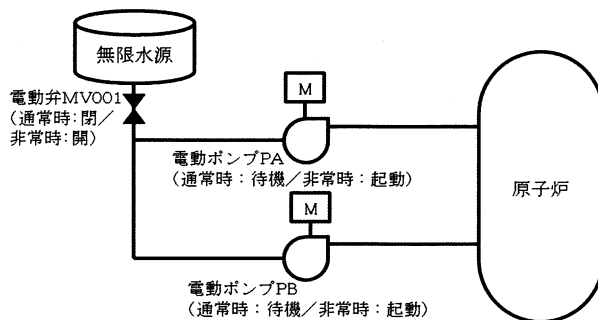 無限水源
電動弁MV001
(通常時:閉/
非常時:開)
M
電動ポンプPA
(通常時:待機/非常時:起動)
M
原子炉
電動ポンプPB
(通常時:待機/非常時:起動)